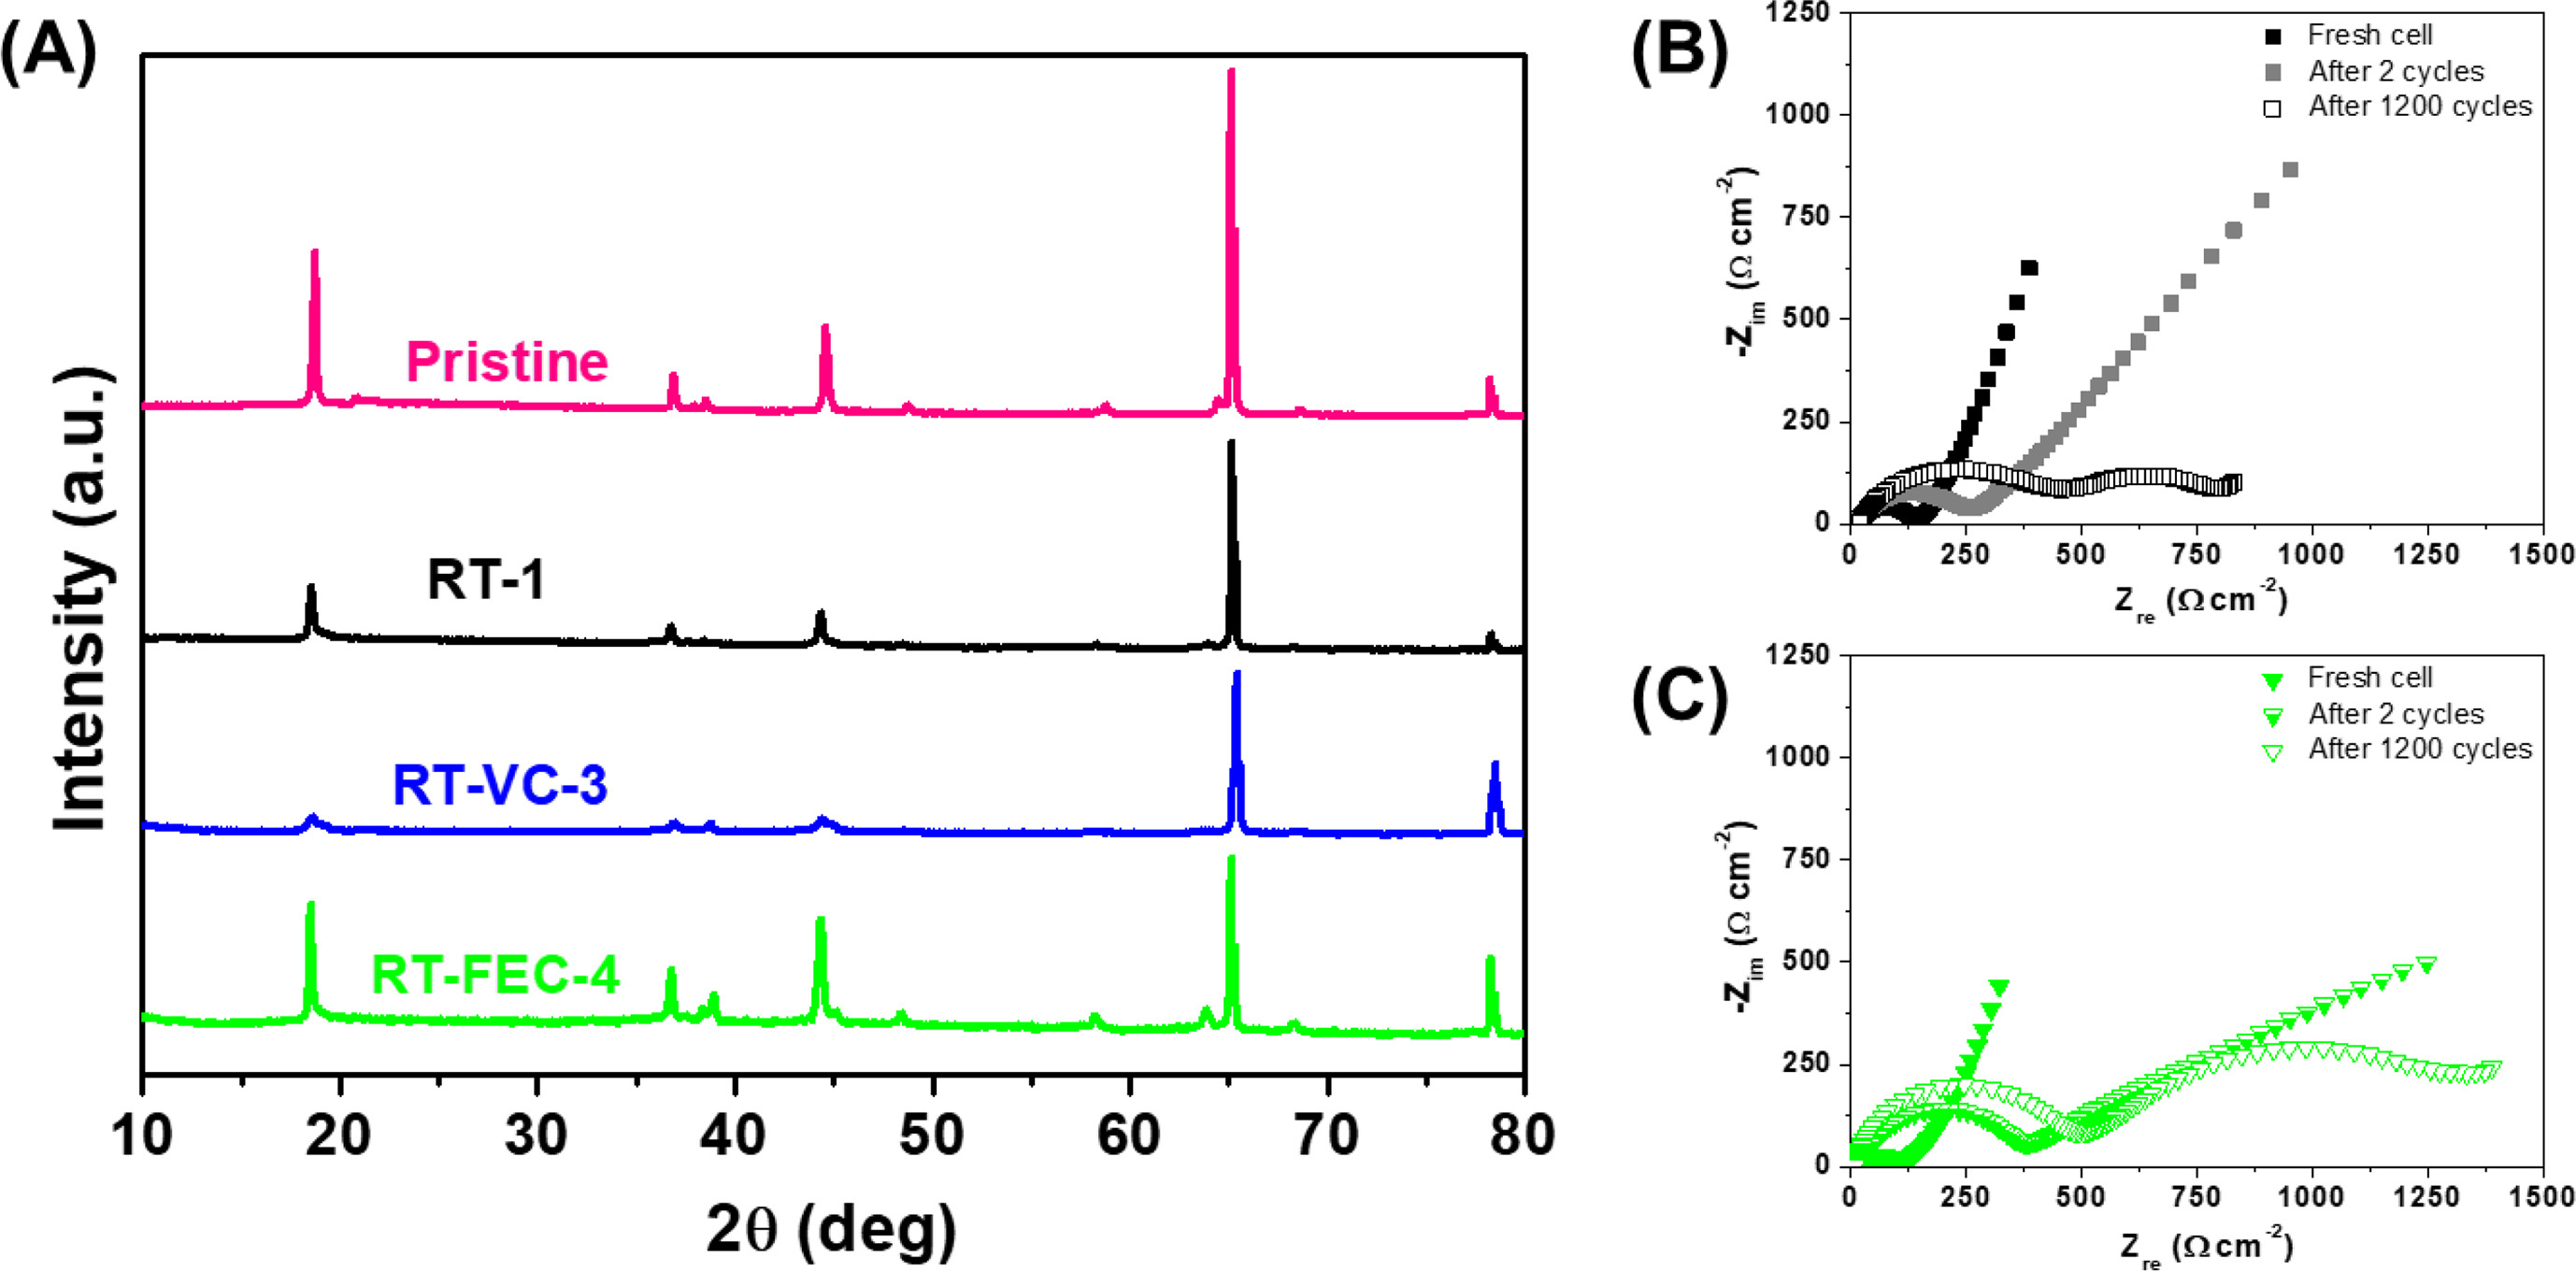 (A)
Intensity (a.u.)
Pristine
RT-1
RT-VC-3
RT-FEC-4
10 20 30 40 50 60 70 80
2θ (deg)
(B)
-Zim (Ω cm-2)
1250
1000
750
500
250
0
Fresh cell
After 2 cycles
After 1200 cycles
0 250 500 750 1000 1250 1500
Zre (Ω cm-2)
(C)
-Zim (Ω cm-2)
1250
1000
750
500
250
0
Fresh cell
After 2 cycles
After 1200 cycles
0 250 500 750 1000 1250 1500
Zre (Ω cm-2)